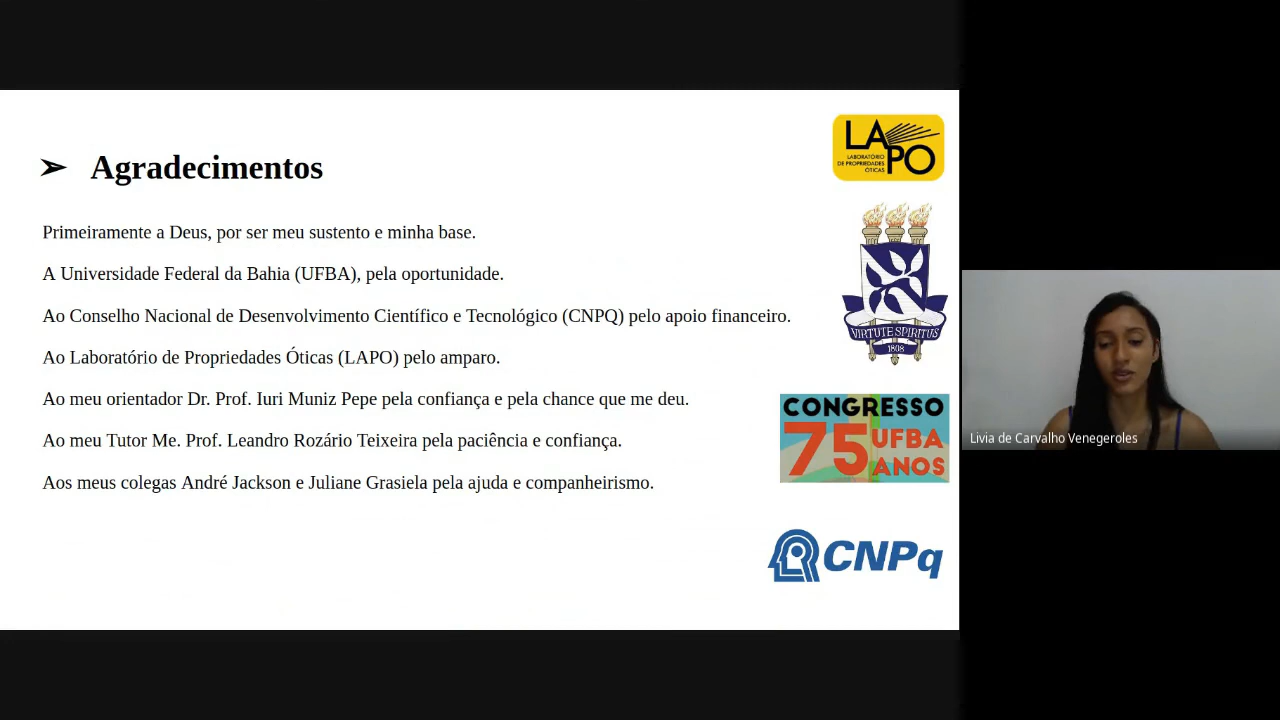 LAPO
LABORATÓRIO
DE PROPRIEDADES
ÓTICAS
➢ Agradecimentos
Primeiramente a Deus, por ser meu sustento e minha base.
A Universidade Federal da Bahia (UFBA), pela oportunidade.
Ao Conselho Nacional de Desenvolvimento Científico e Tecnológico (CNPQ) pelo apoio financeiro.
Ao Laboratório de Propriedades Óticas (LAPO) pelo amparo.
Ao meu orientador Dr. Prof. Iuri Muniz Pepe pela confiança e pela chance que me deu.
Ao meu Tutor Me. Prof. Leandro Rozário Teixeira pela paciência e confiança.
Aos meus colegas André Jackson e Juliane Grasiela pela ajuda e companheirismo.
VIRTUTE SPIRITUS
1808
CONGRESSO
75 UFBA
ANOS
CNPq
Livia de Carvalho Venegeroles